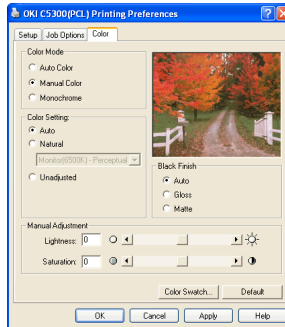 OKI C5300(PCL) Printing Preferences
Setup
Job Options
Color
Color Mode
Auto Color
Manual Color
Monochrome
Color Setting:
Auto
Natural
Monitor(6500K) - Perceptual
Unadjusted
Black Finish
Auto
Gloss
Matte
Manual Adjustment
Lightness: 0
Saturation: 0
Color Swatch...
Default
OK
Cancel
Apply
Help